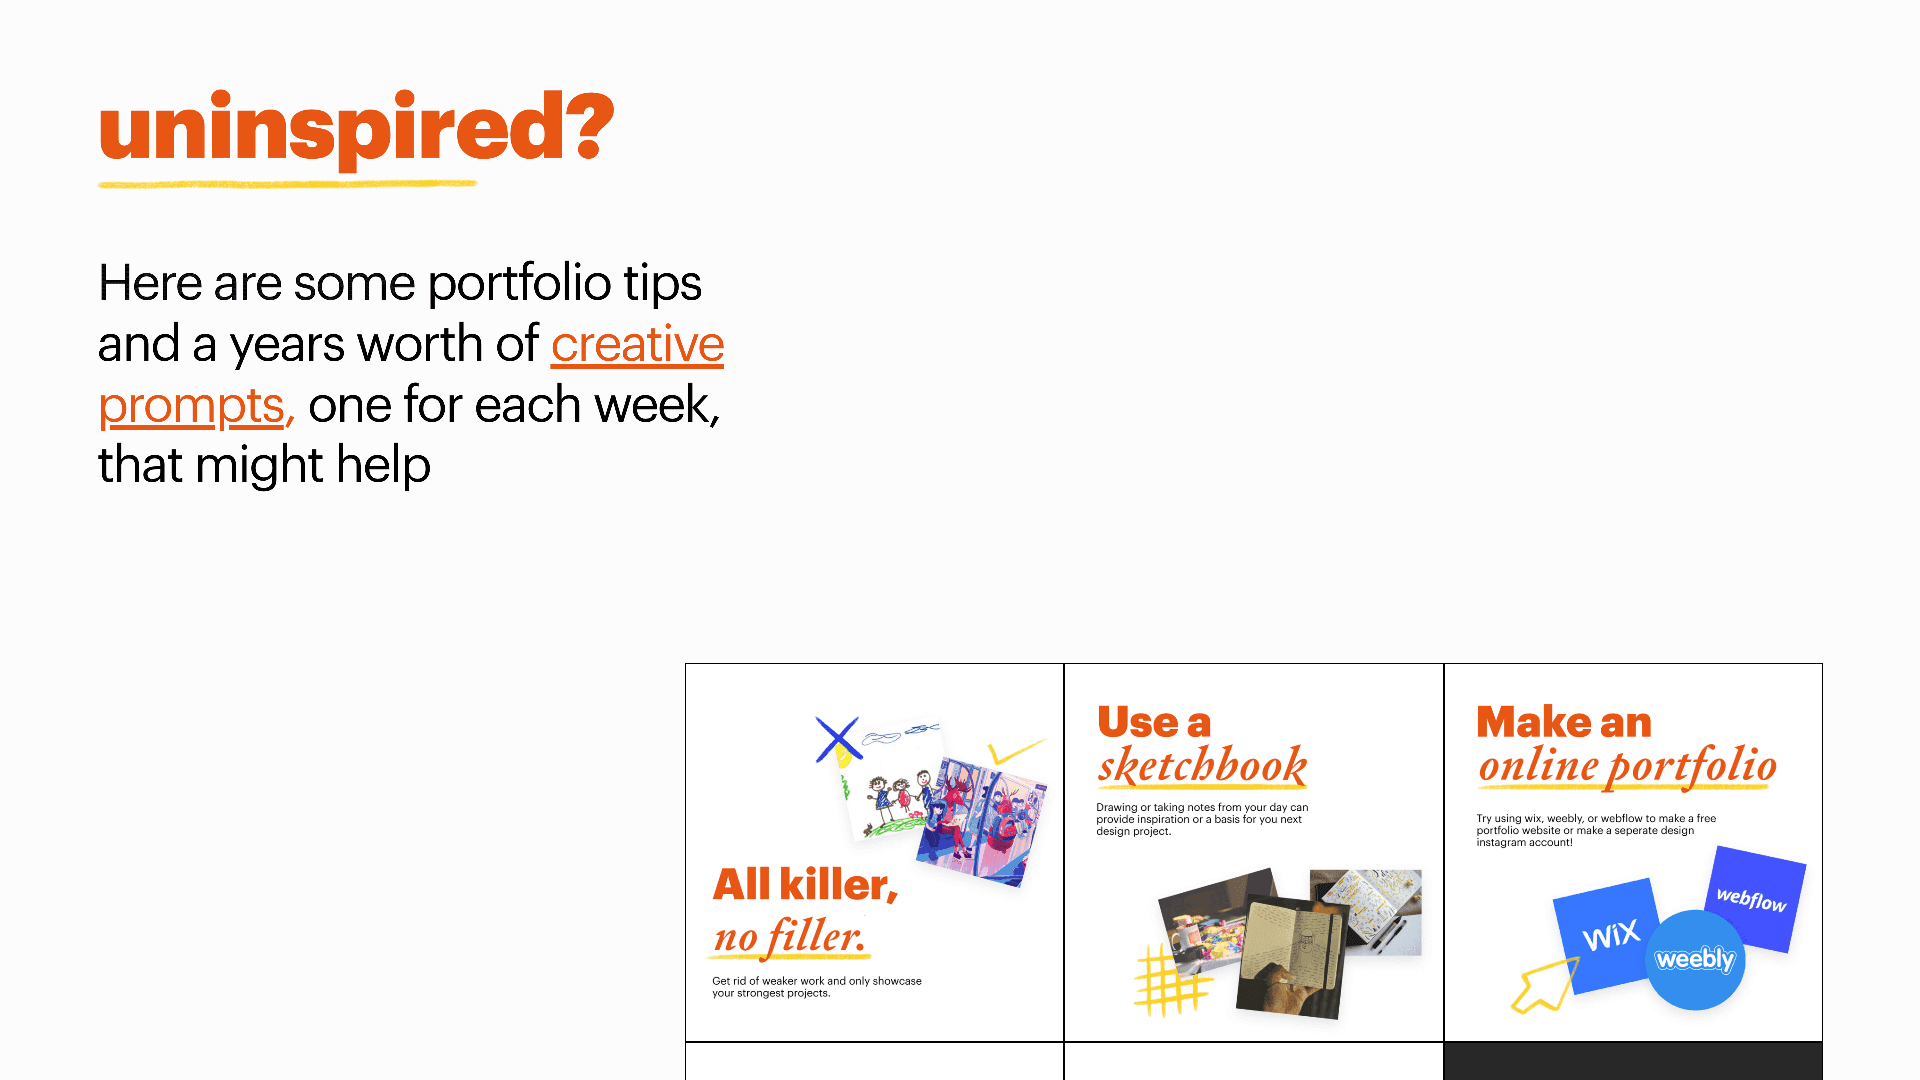 uninspired?
Here are some portfolio tips
and a years worth of creative
prompts, one for each week,
that might help
All killer,
no filler.
Get rid of weaker work and only showcase
your strongest projects.
Use a
sketchbook
Drawing or taking notes from your day can
provide inspiration or a basis for you next
design project.
Make an
online portfolio
Try using wix, weebly, or webflow to make a free
portfolio website or make a seperate design
instagram account!
webflow
WiX
weebly